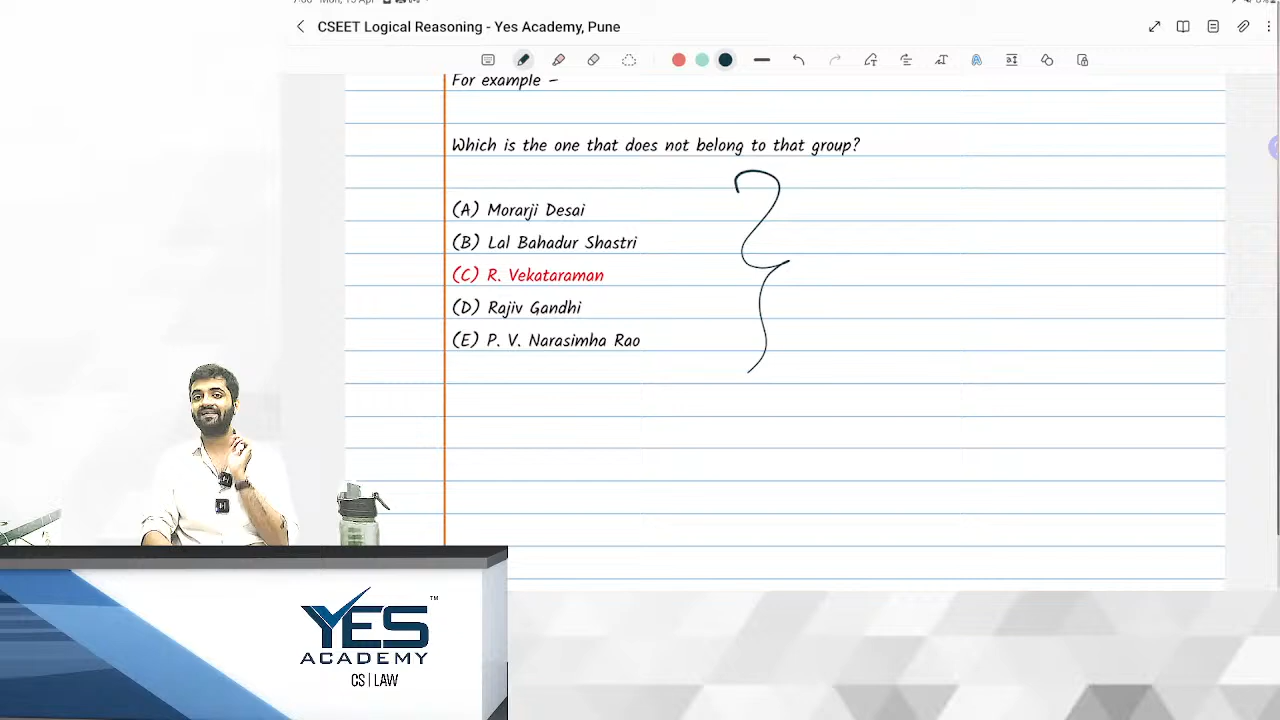 CSEET Logical Reasoning - Yes Academy, Pune
For example –
Which is the one that does not belong to that group?
(A) Morarji Desai
(B) Lal Bahadur Shastri
(C) R. Vekataraman
(D) Rajiv Gandhi
(E) P. V. Narasimha Rao
YES TM
ACADEMY
CS | LAW